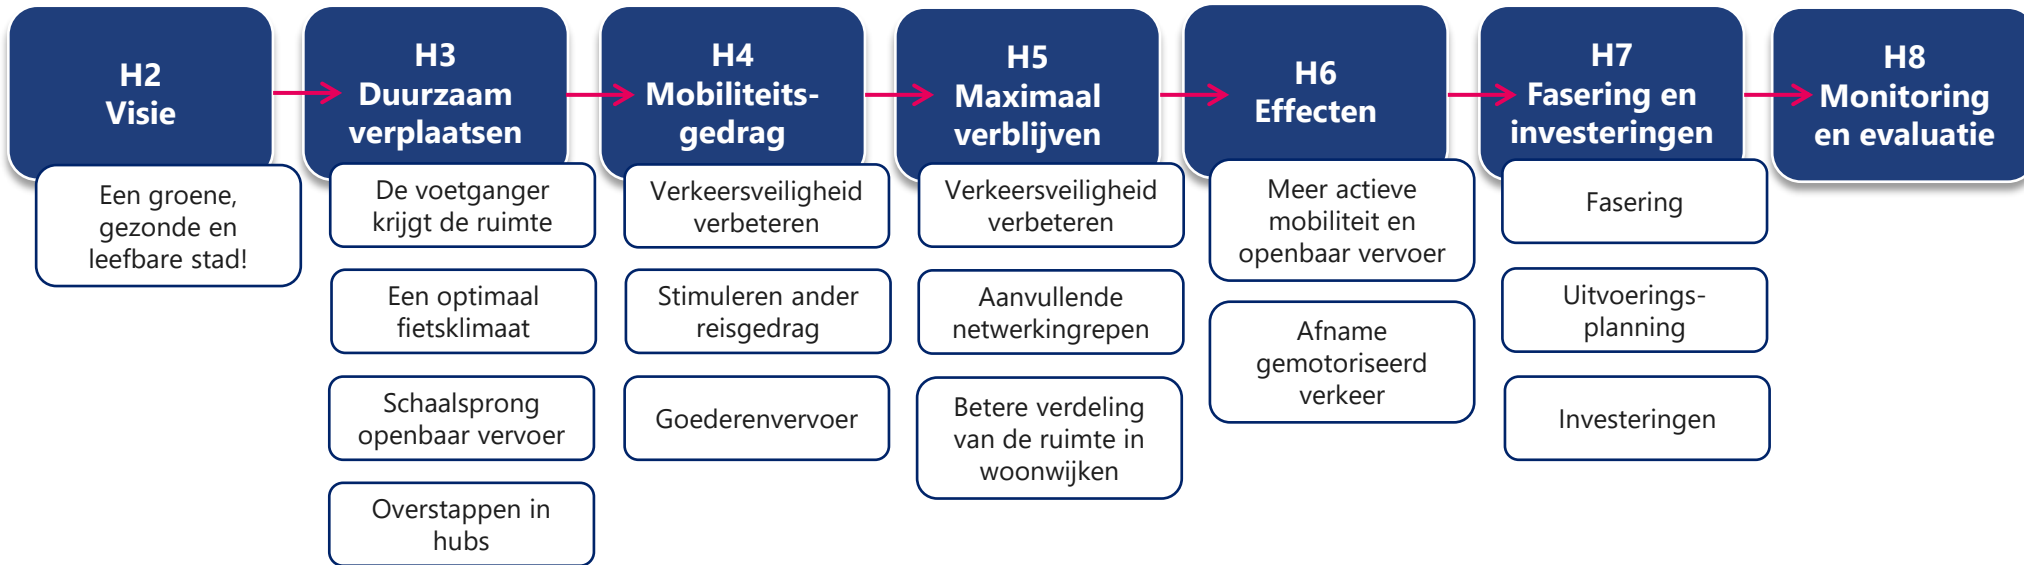 H2
Visie
Een groene,
gezonde en
leefbare stad!
H3
Duurzaam
verplaatsen
De voetganger
krijgt de ruimte
Een optimaal
fietsklimaat
Schaalsprong
openbaar vervoer
Overstappen in
hubs
H4
Mobiliteits-
gedrag
Verkeersveiligheid
verbeteren
Stimuleren ander
reisgedrag
Goederenvervoer
H5
Maximaal
verblijven
Verkeersveiligheid
verbeteren
Aanvullende
netwerkingrepen
Betere verdeling
van de ruimte in
woonwijken
H6
Effecten
Meer actieve
mobiliteit en
openbaar vervoer
Afname
gemotoriseerd
verkeer
H7
Fasering en
investeringen
Fasering
Uitvoerings-
planning
Investeringen
H8
Monitoring
en evaluatie